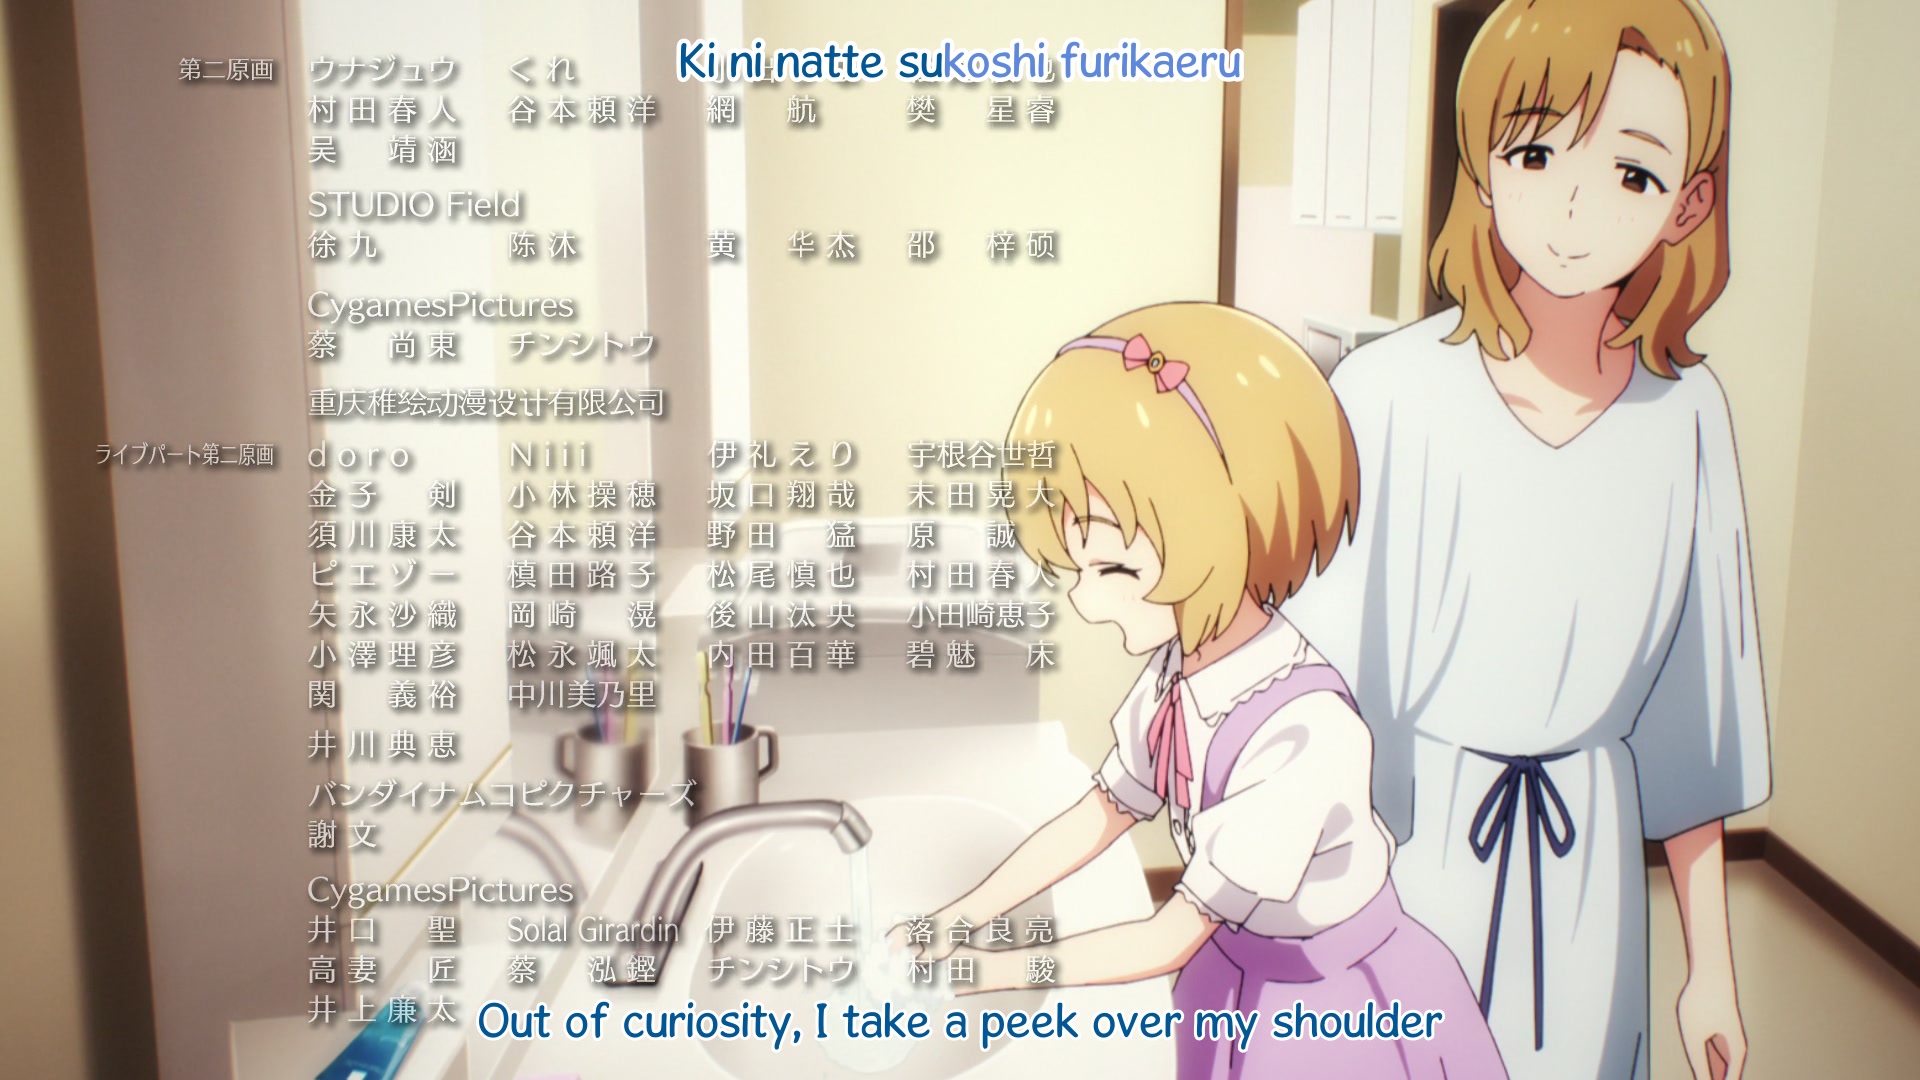 Ki ni natte sukoshi furikaeru
第二原画 ウナジュウ くれ
村田春人 谷本頼洋 網航 樊星睿
吴靖涵
STUDIO Field
徐九 陈沐 黄华杰 邵梓硕
CygamesPictures
蔡尚東 チンシトウ
重庆稚绘动漫设计有限公司
ライブパート第二原画 doro Niii 伊礼えり 宇根谷世哲
金子剣 小林操穂 坂口翔哉 末田晃大
須川康太 谷本頼洋 野田猛 原誠
ピエゾー 槙田路子 松尾慎也 村田春人
矢永沙織 岡崎滉 後山汰央 小田崎恵子
小澤理彦 松永颯太 内田百華 碧魅床
関義裕 中川美乃里
井川典恵
バンダイナムコピクチャーズ
謝文
CygamesPictures
井口聖 Solal Girardin 伊藤正士 落合良亮
高妻匠 蔡泓鏗 チンシトウ 村田駿
井上廉太
Out of curiosity, I take a peek over my shoulder